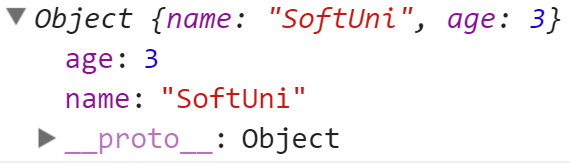 ▼ Object {name: "SoftUni", age: 3}
age: 3
name: "SoftUni"
▶ __proto__: Object